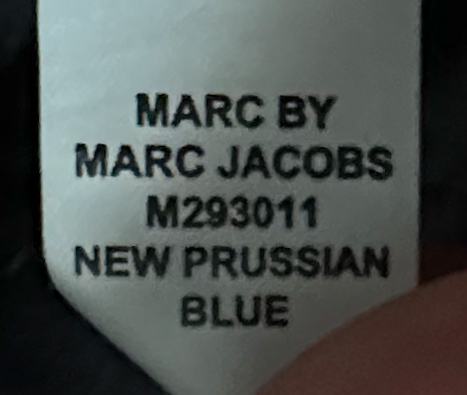 MARC BY
MARC JACOBS
M293011
NEW PRUSSIAN
BLUE